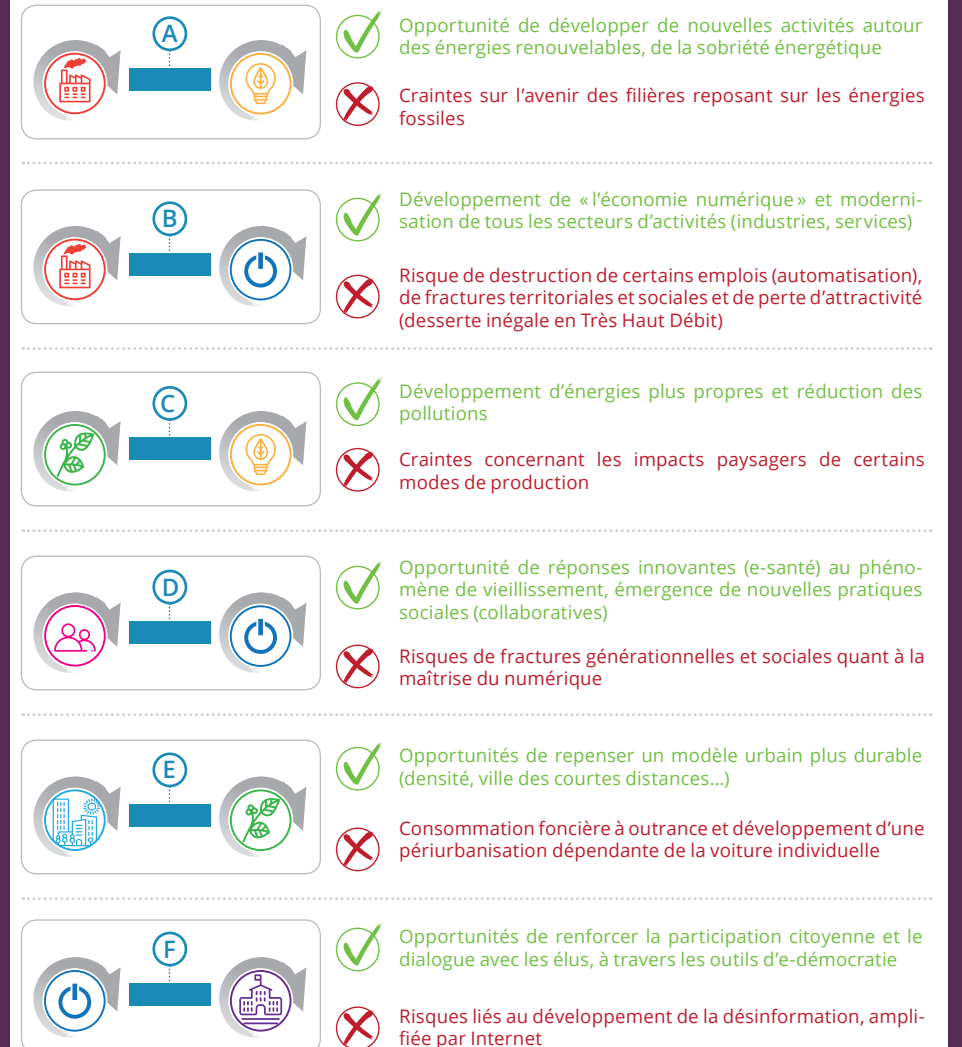 A
Opportunité de développer de nouvelles activités autour
des énergies renouvelables, de la sobriété énergétique
Craintes sur l'avenir des filières reposant sur les énergies
fossiles
B
Développement de « l'économie numérique » et moderni-
sation de tous les secteurs d'activités (industries, services)
Risque de destruction de certains emplois (automatisation),
de fractures territoriales et sociales et de perte d'attractivité
(desserte inégale en Très Haut Débit)
C
Développement d'énergies plus propres et réduction des
pollutions
Craintes concernant les impacts paysagers de certains
modes de production
D
Opportunité de réponses innovantes (e-santé) au phéno-
mène de vieillissement, émergence de nouvelles pratiques
sociales (collaboratives)
Risques de fractures générationnelles et sociales quant à la
maîtrise du numérique
E
Opportunités de repenser un modèle urbain plus durable
(densité, ville des courtes distances...)
Consommation foncière à outrance et développement d'une
périurbanisation dépendante de la voiture individuelle
F
Opportunités de renforcer la participation citoyenne et le
dialogue avec les élus, à travers les outils d'e-démocratie
Risques liés au développement de la désinformation, ampli-
fiée par Internet